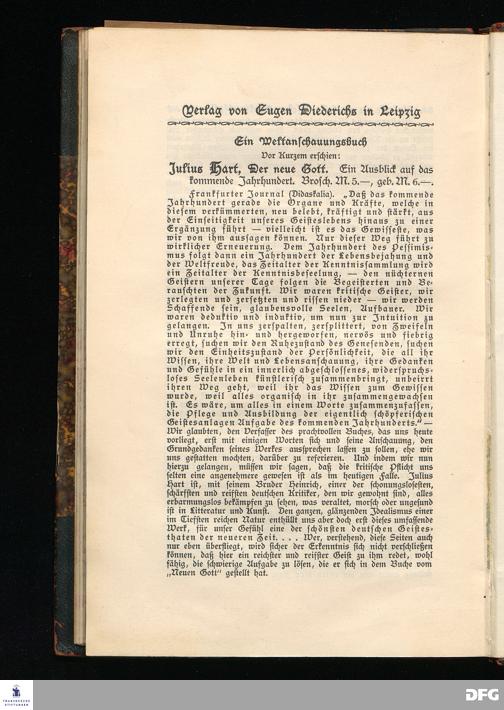 Verlag von Eugen Diederichs in Leipzig
Ein Weltanschauungsbuch
Vor Kurzem erschien:
Julius Hart, Der neue Gott. Ein Ausblick auf das
kommende Jahrhundert. Brosch. M. 5.—, geb. M. 6.—.
Frankfurter Journal (Didaskalia). „Daß das kommende
Jahrhundert gerade die Organe und Kräfte, welche in
diesem verkümmerten, neu belebt, kräftigt und stärkt, aus
der Einseitigkeit unseres Geisteslebens hinaus zu einer
Ergänzung führt — vielleicht ist es das Gewisseste, was
wir von ihm aussagen können. Nur dieser Weg führt zu
wirklicher Erneuerung. Dem Jahrhundert des Pessimis-
mus folgt dann ein Jahrhundert der Lebensbejahung und
der Weltfreude, das Zeitalter der Kenntnissammlung wird
ein Zeitalter der Kenntnisbeseelung, — den nüchternen
Geistern unserer Tage folgen die Begeisterten und Be-
rauschten der Zukunft. Wir waren kritische Geister, wir
zerlegten und zersetzten und rissen nieder — wir werden
Schaffende sein, glaubensvolle Seelen, Aufbauer. Wir
waren deduktiv und induktiv, um nun zur Intuition zu
gelangen. In uns zerspalten, zersplittert, von Zweifeln
und Unruhe hin- und hergeworfen, nervös und fiebrig
erregt, suchen wir den Ruhezustand des Genesenden, suchen
wir den Einheitszustand der Persönlichkeit, die all ihr
Wissen, ihre Welt und Lebensanschauung, ihre Gedanken
und Gefühle in ein innerlich abgeschlossenes, widerspruchs-
loses Seelenleben künstlerisch zusammenbringt, unbeirrt
ihren Weg geht, weil ihr das Wissen zum Gewissen
wurde, weil alles organisch in ihr zusammengewachsen
ist. Es wäre, um alles in einem Worte zusammenzufassen,
die Pflege und Ausbildung der eigentlich schöpferischen
Geistesanlagen Aufgabe des kommenden Jahrhunderts.“ —
Wir glaubten, den Verfasser des prachtvollen Buches, das uns heute
vorliegt, erst mit einigen Worten sich und seine Anschauung, den
Grundgedanken seines Werkes aussprechen lassen zu sollen, ehe wir
uns gestatten mochten, darüber zu referieren. Und indem wir nun
hierzu gelangen, müssen wir sagen, daß die kritische Pflicht uns
selten eine angenehmere gewesen ist als im heutigen Falle. Julius
Hart ist, mit seinem Bruder Heinrich, einer der schonungslosesten,
schärfsten und reifsten deutschen Kritiker, den wir gewohnt sind, alles
erbarmungslos bekämpfen zu sehen, was veraltet, morsch oder ungesund
ist in Litteratur und Kunst. Den ganzen, glänzenden Idealismus einer
im Tiefsten reichen Natur enthüllt uns aber doch erst dieses umfassende
Werk, für unser Gefühl eine der schönsten deutschen Geistes-
thaten der neueren Zeit. . . . Wer, verstehend, diese Seiten auch
nur eben überfliegt, wird sicher der Erkenntnis sich nicht verschließen
können, daß hier ein reichster und reifster Geist zu ihm redet, wohl
fähig, die schwierige Aufgabe zu lösen, die er sich in dem Buche vom
„Neuen Gott“ gestellt hat.
FRANCKESCHE
STIFTUNGEN
DFG